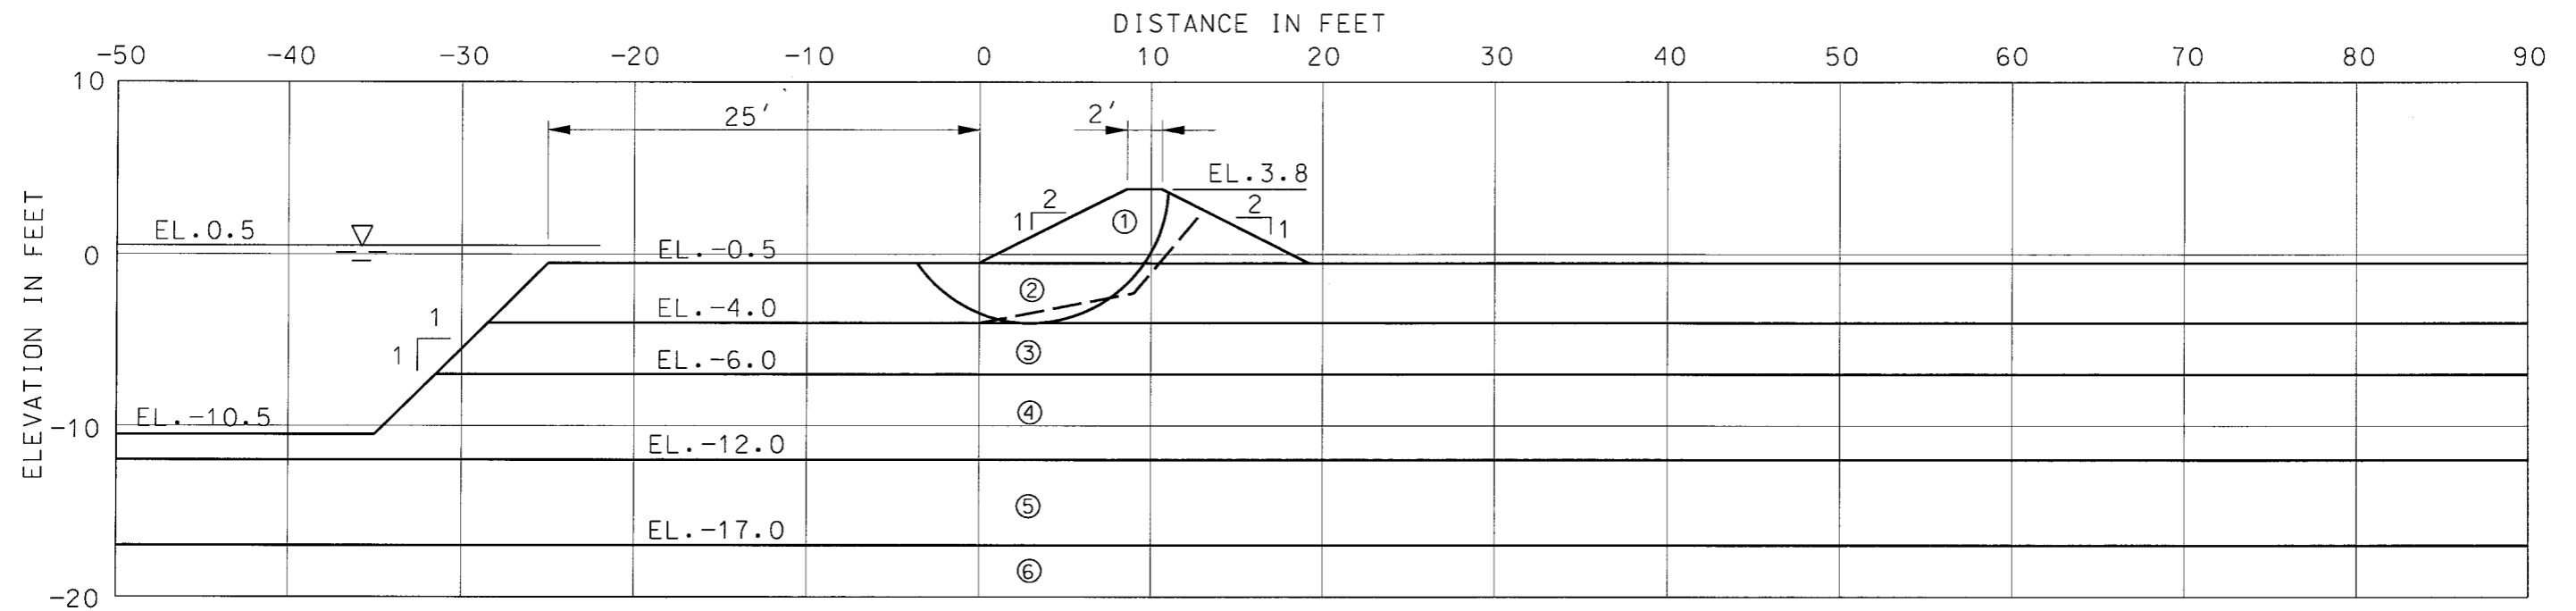 DISTANCE IN FEET
-50 -40 -30 -20 -10 0 10 20 30 40 50 60 70 80 90
10
25' 2'
EL.3.8
2 2
1 ① 1
EL.0.5
0 EL.-0.5
②
EL.-4.0
1
1 ③
EL.-6.0
④
EL.-10.5
-10
EL.-12.0
⑤
EL.-17.0
⑥
-20
ELEVATION IN FEET